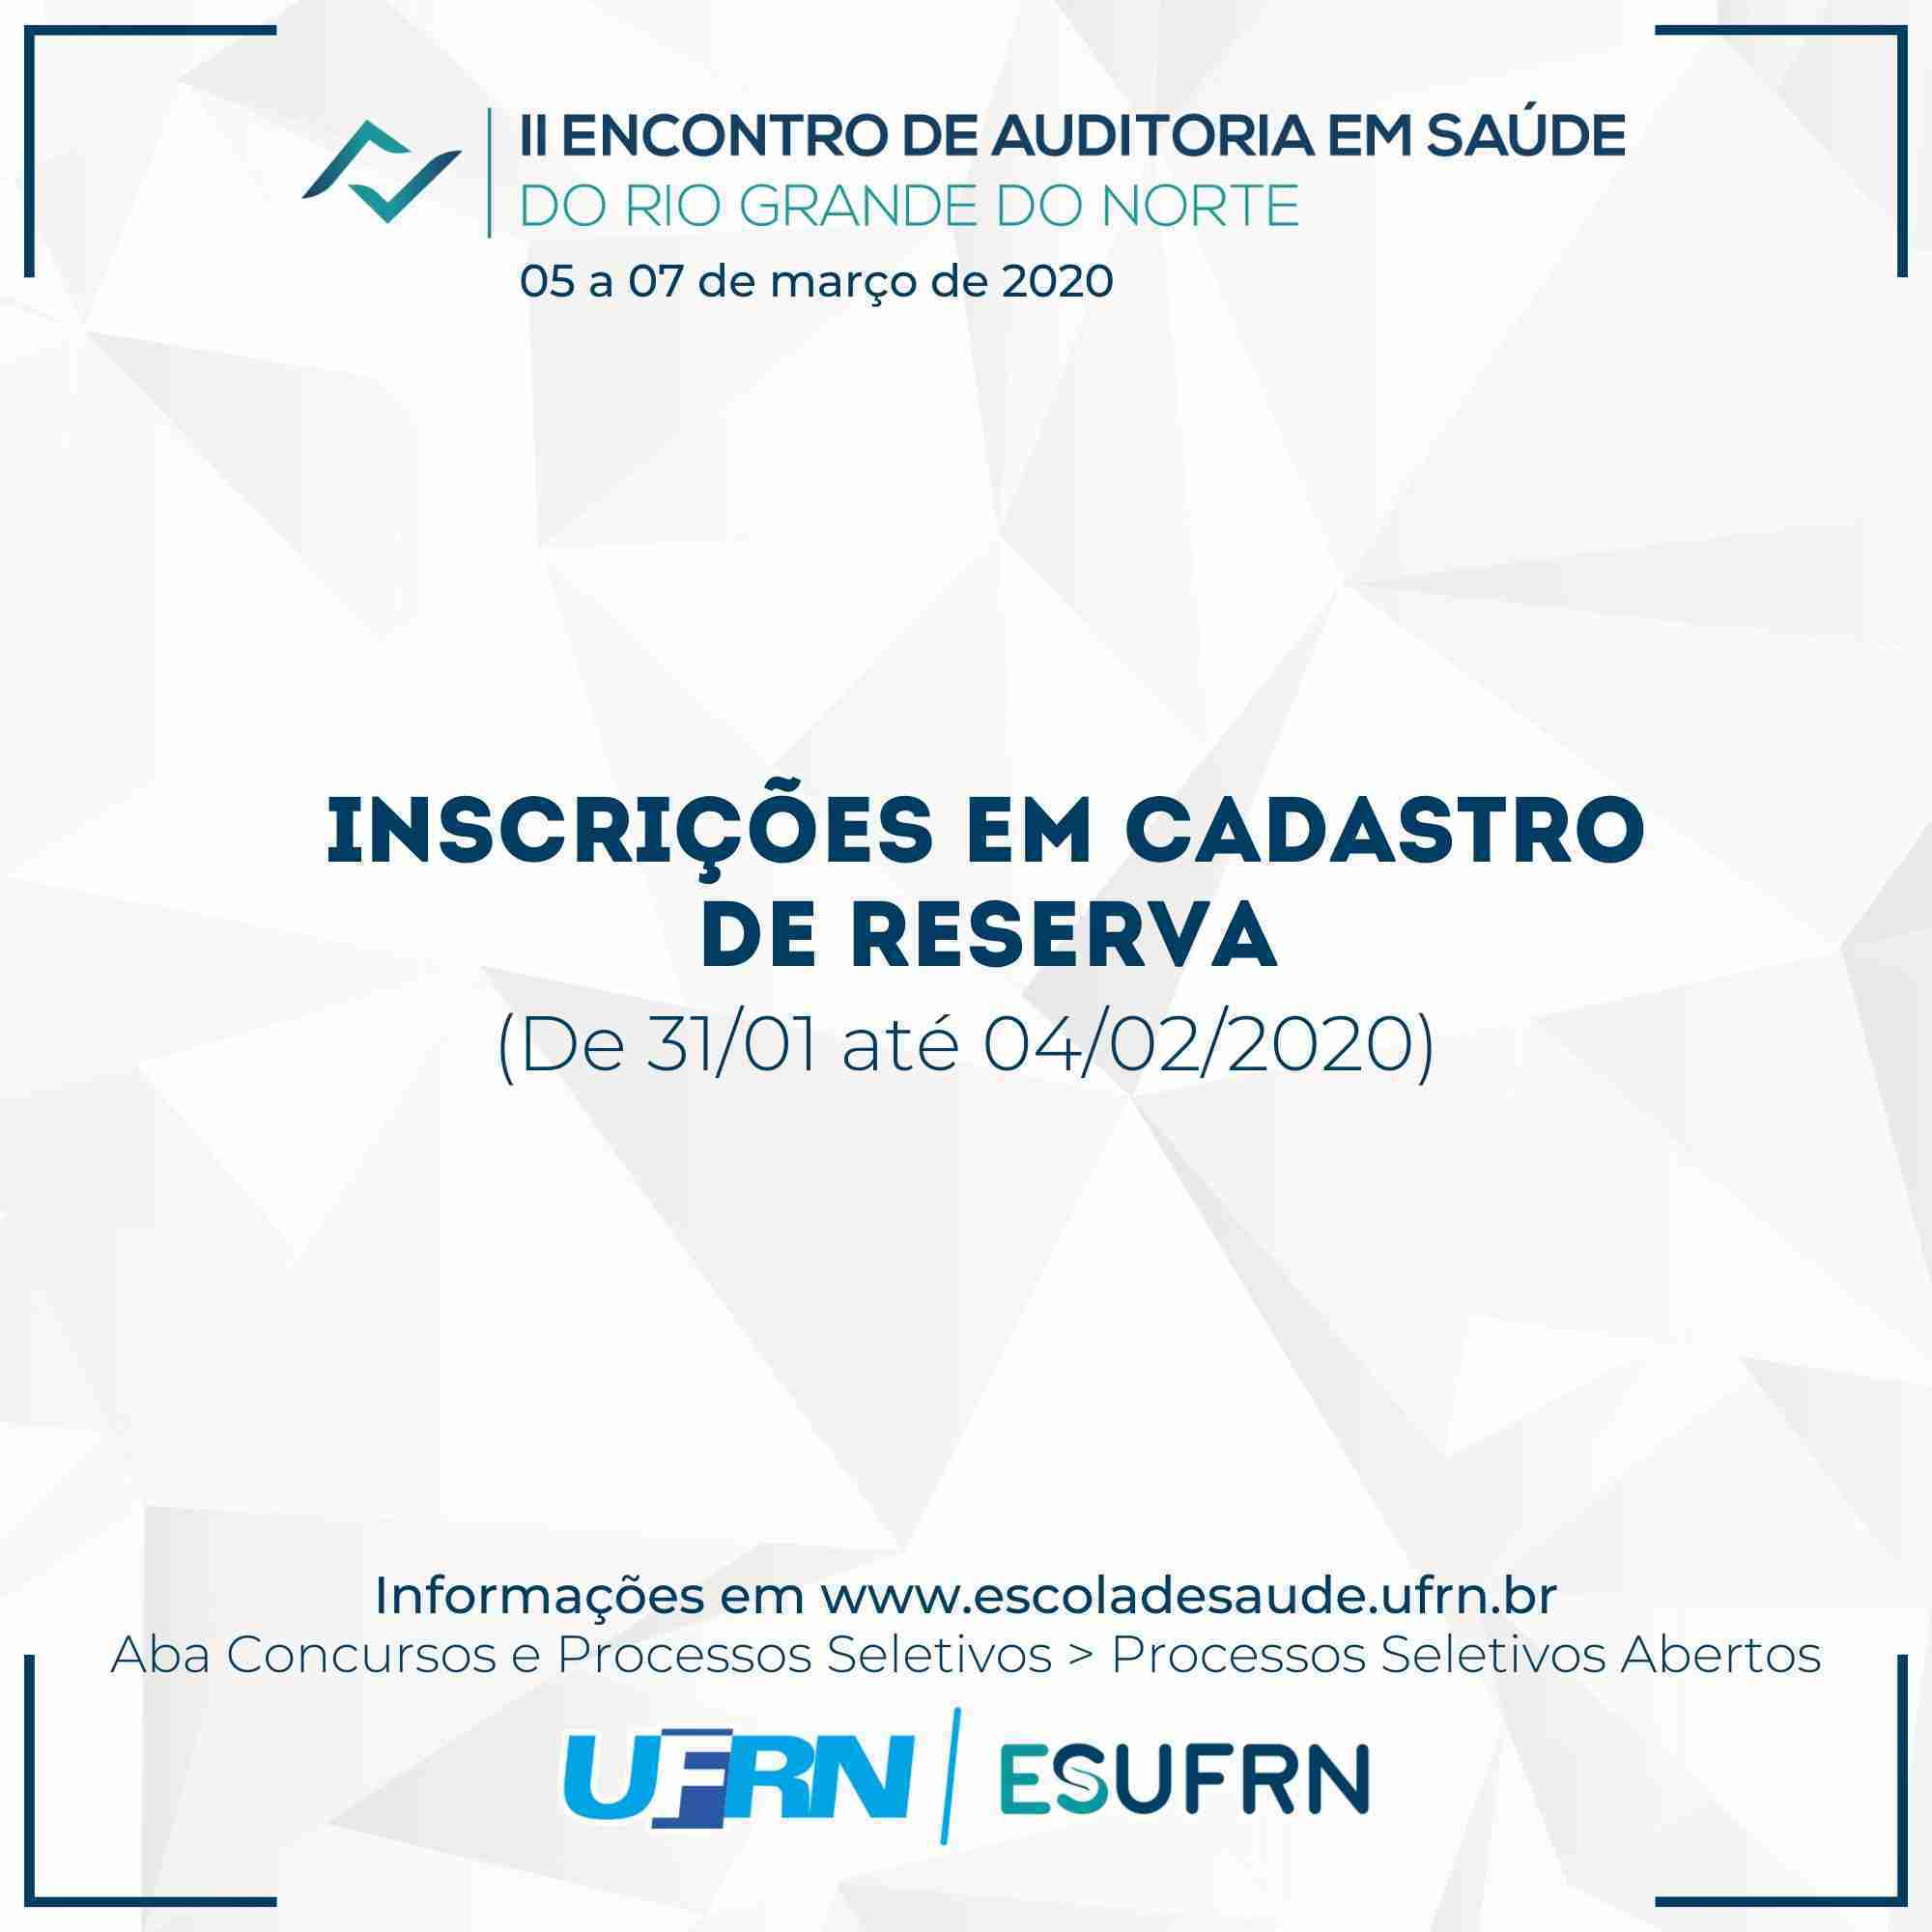 II ENCONTRO DE AUDITORIA EM SAÚDE
DO RIO GRANDE DO NORTE
05 a 07 de março de 2020
INSCRIÇÕES EM CADASTRO
DE RESERVA
(De 31/01 até 04/02/2020)
Informações em www.escoladesaude.ufrn.br
Aba Concursos e Processos Seletivos > Processos Seletivos Abertos
UFRN | ESUFRN